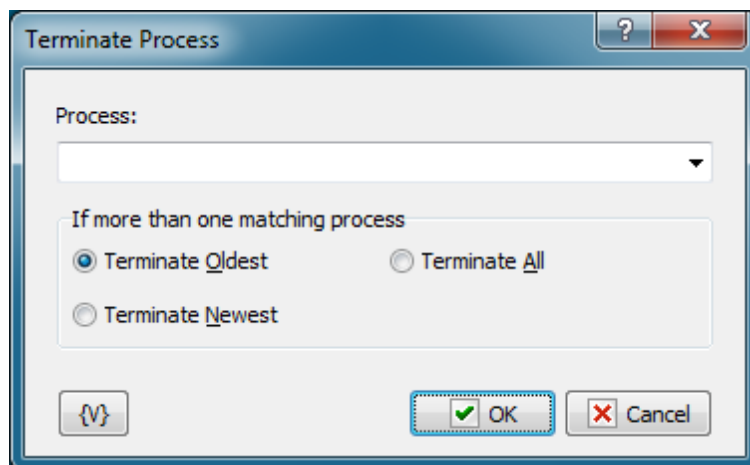 Terminate Process
?
Process:
If more than one matching process
Terminate Oldest
Terminate All
Terminate Newest
{V}
OK
Cancel